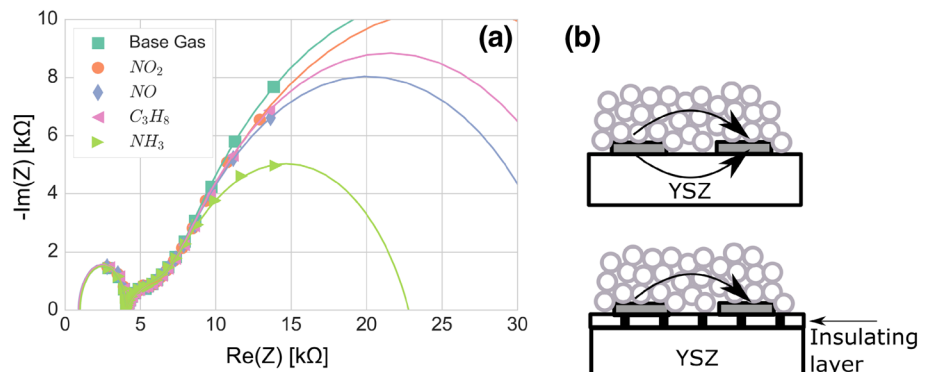 (a)
Base Gas
NO2
NO
C3H8
NH3
10
8
6
4
2
0
-Im(Z) [kΩ]
0 5 10 15 20 25 30
Re(Z) [kΩ]
(b)
YSZ
YSZ
Insulating
layer